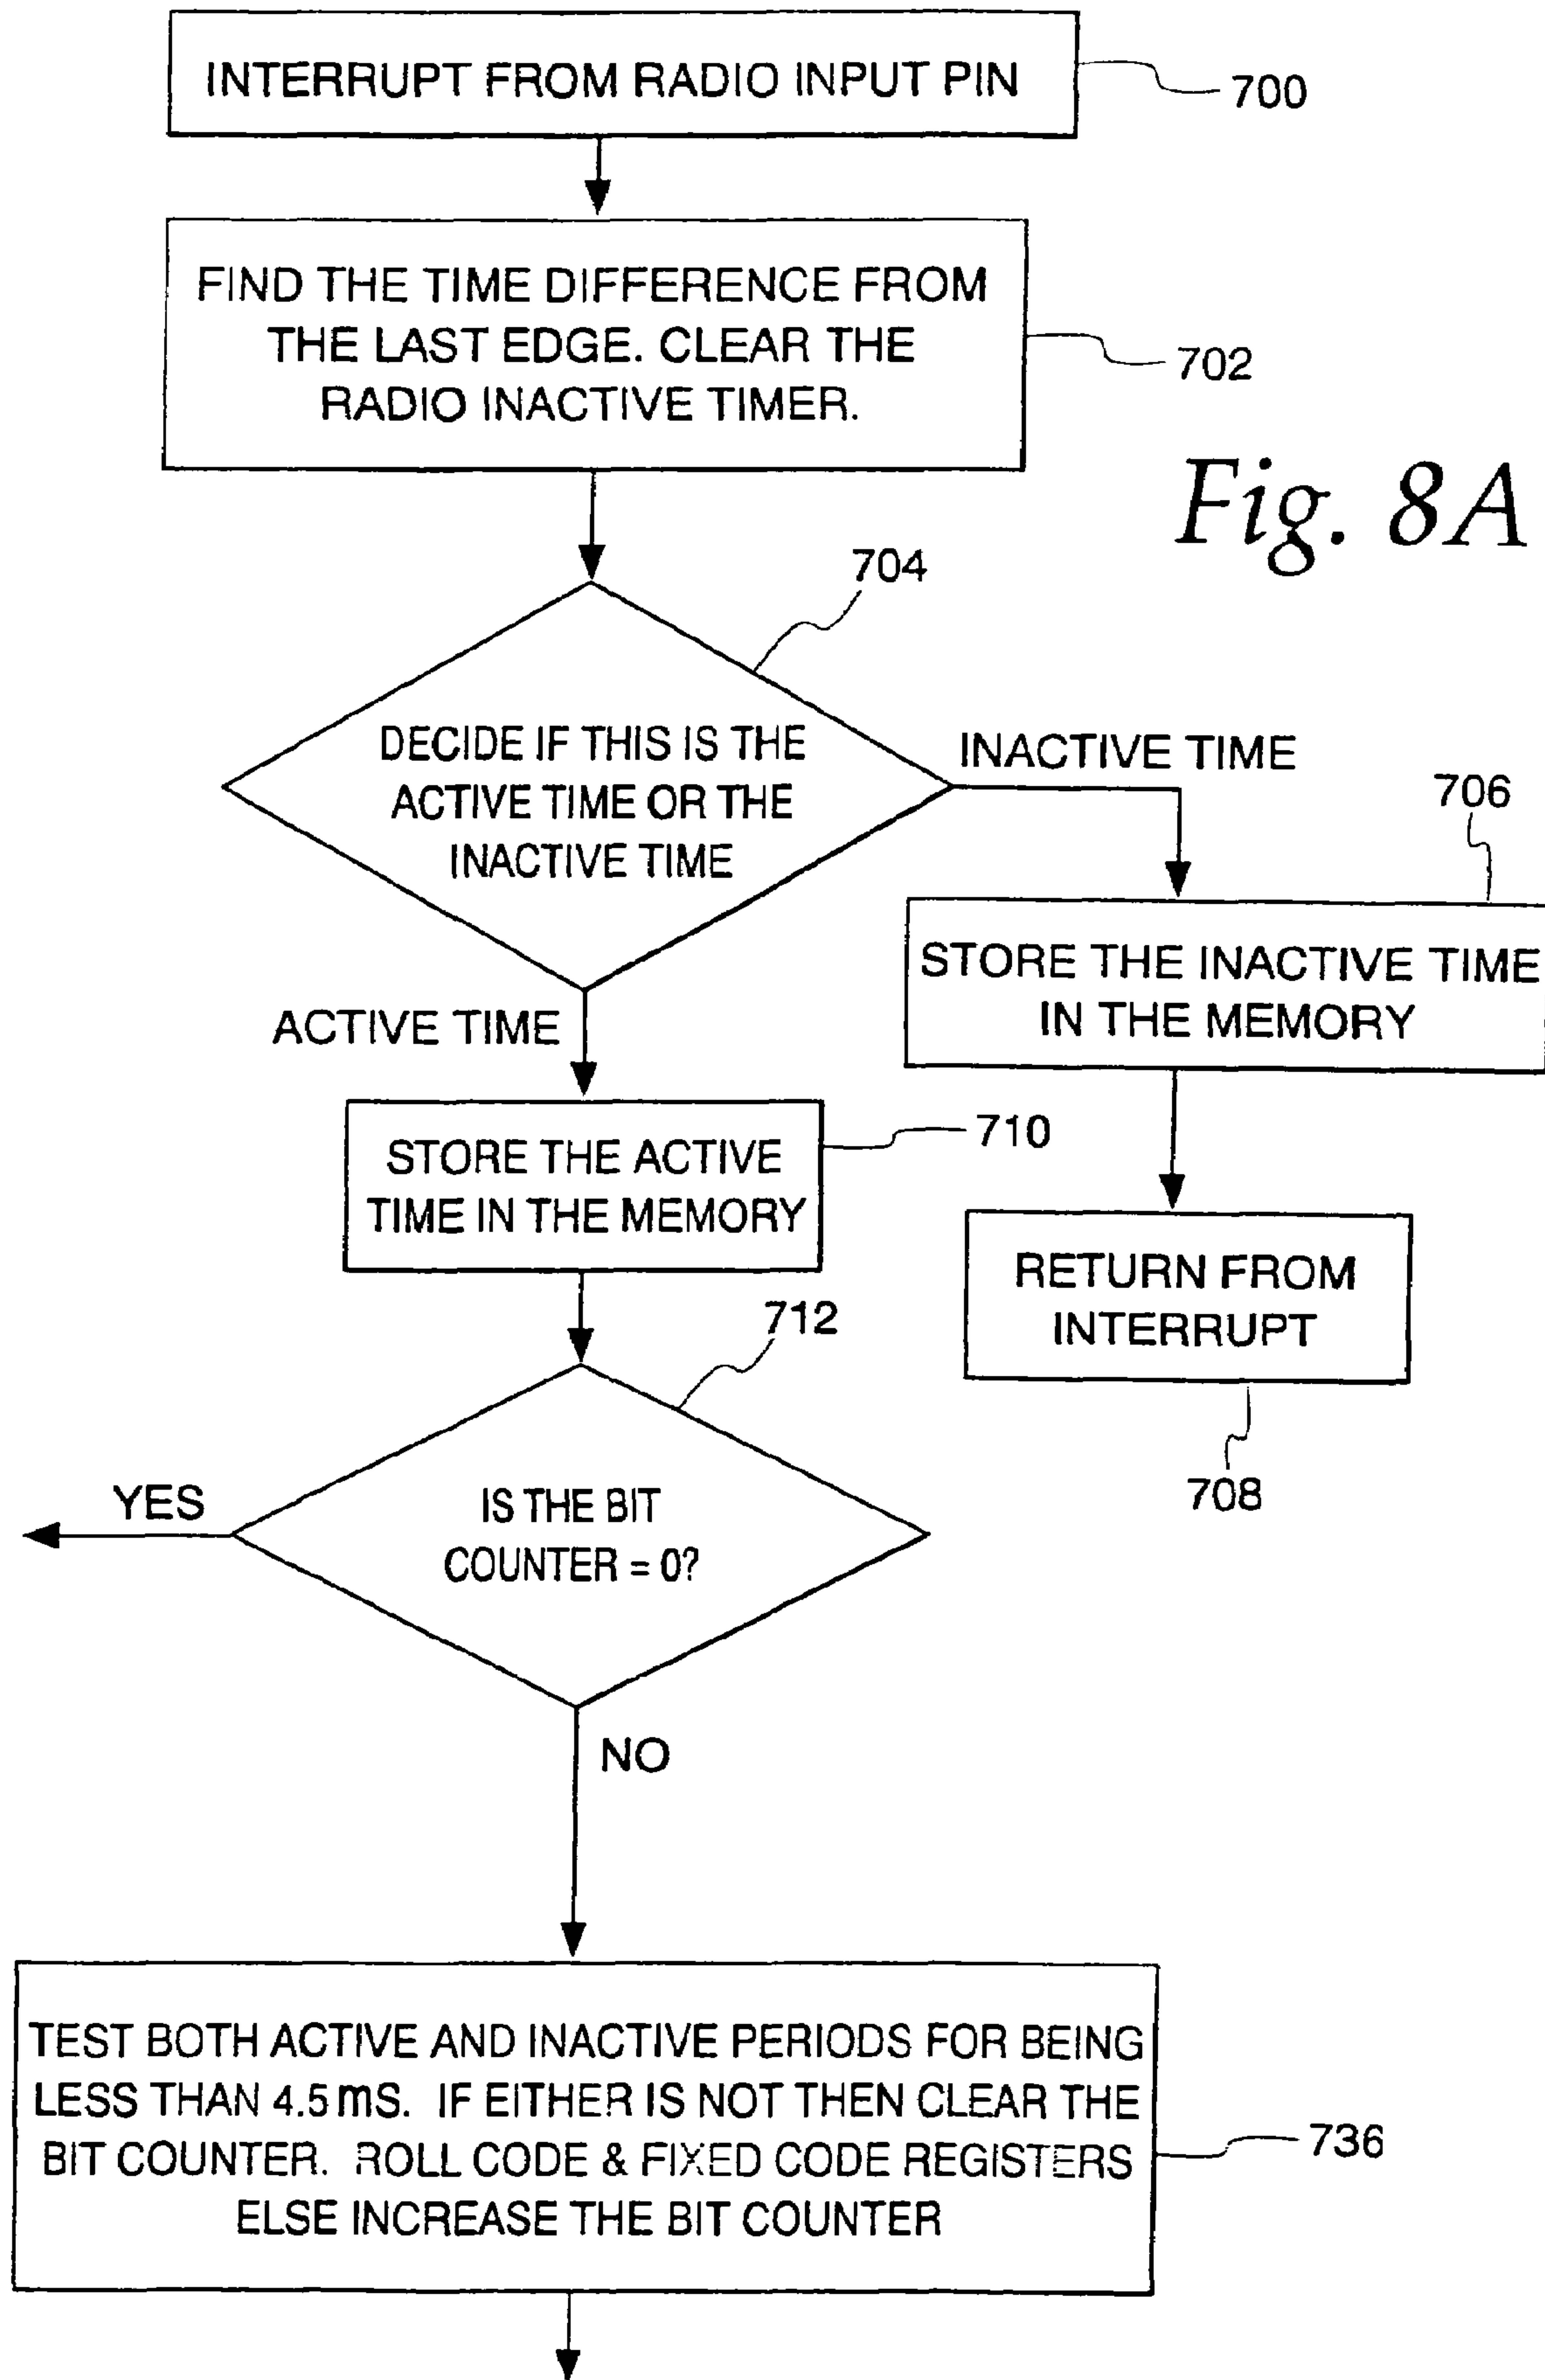 INTERRUPT FROM RADIO INPUT PIN
700
FIND THE TIME DIFFERENCE FROM
THE LAST EDGE. CLEAR THE
RADIO INACTIVE TIMER.
702
Fig. 8A
704
DECIDE IF THIS IS THE
ACTIVE TIME OR THE
INACTIVE TIME
INACTIVE TIME
706
STORE THE INACTIVE TIME
IN THE MEMORY
ACTIVE TIME
710
STORE THE ACTIVE
TIME IN THE MEMORY
RETURN FROM
INTERRUPT
708
712
YES
IS THE BIT
COUNTER = 0?
NO
TEST BOTH ACTIVE AND INACTIVE PERIODS FOR BEING
LESS THAN 4.5 mS. IF EITHER IS NOT THEN CLEAR THE
BIT COUNTER. ROLL CODE & FIXED CODE REGISTERS
ELSE INCREASE THE BIT COUNTER
736